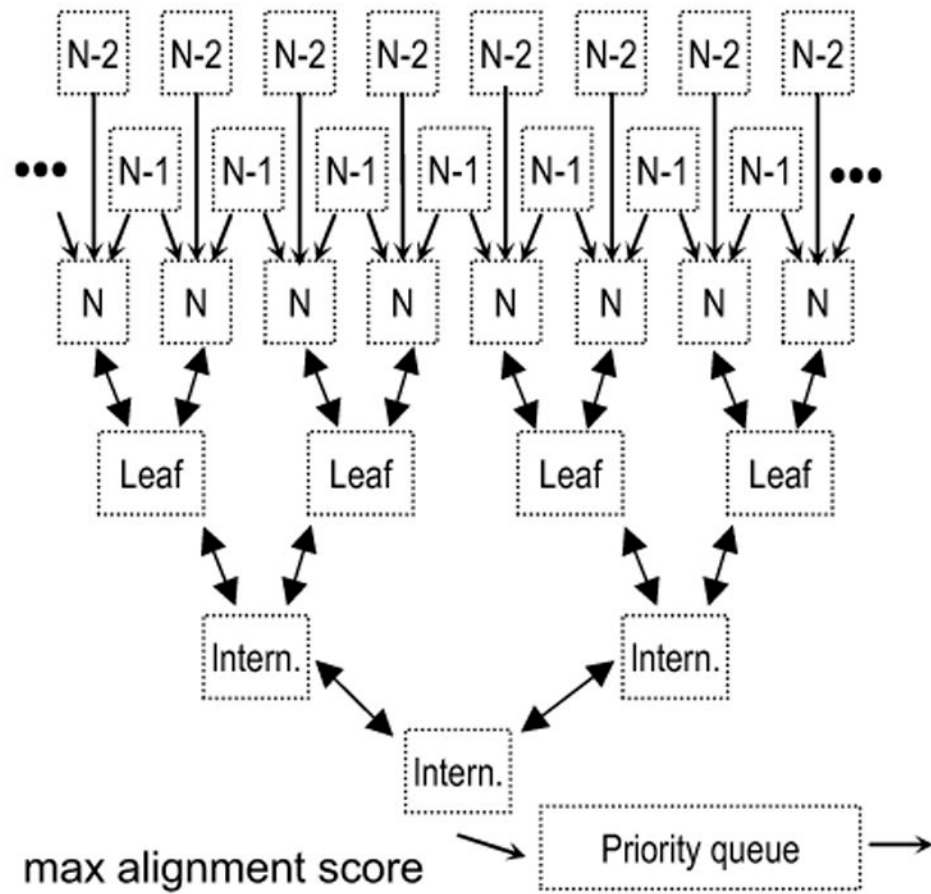 N-2 N-2 N-2 N-2 N-2 N-2 N-2 N-2
N-1 N-1 N-1 N-1 N-1 N-1 N-1
N N N N N N N N
Leaf Leaf Leaf Leaf
Intern. Intern.
Intern.
Priority queue
max alignment score